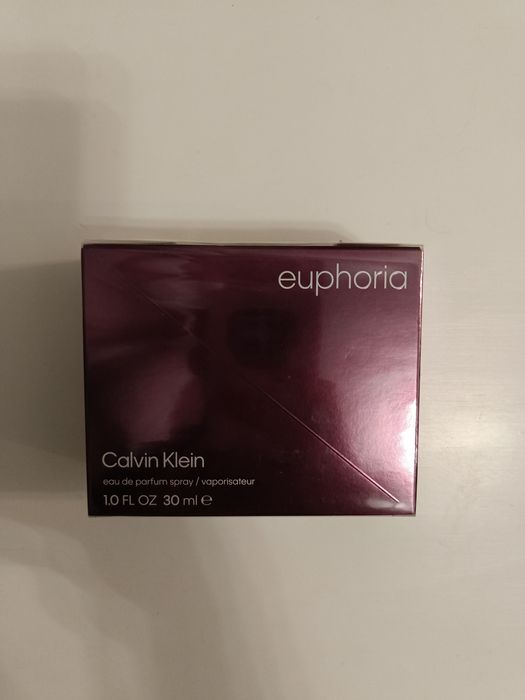 euphoria
Calvin Klein
eau de parfum spray / vaporisateur
1.0 FL OZ 30 ml ℮